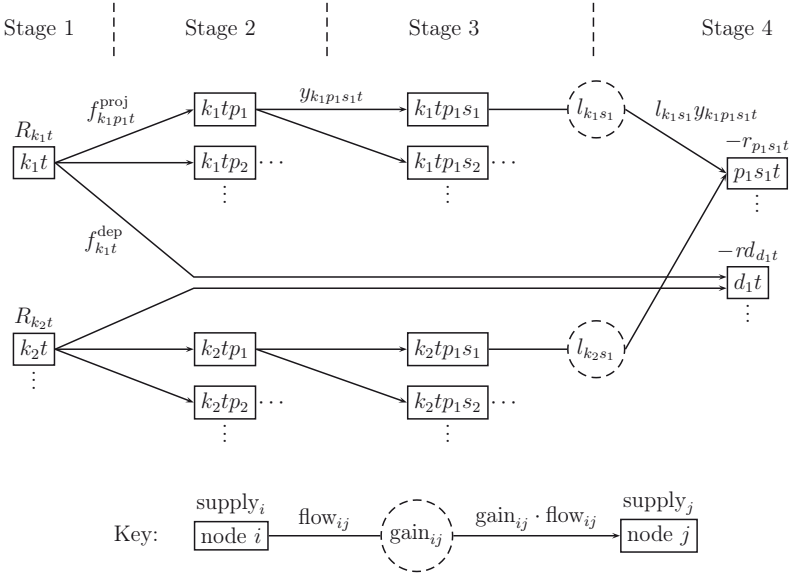 Stage 1 Stage 2 Stage 3 Stage 4
f^{proj}_{k_1p_1t} y_{k_1p_1s_1t}
k_1tp_1 k_1tp_1s_1 l_{k_1s_1} l_{k_1s_1}y_{k_1p_1s_1t}
R_{k_1t} -r_{p_1s_1t}
k_1t k_1tp_2 ··· k_1tp_1s_2 ··· p_1s_1t
⋮ ⋮ ⋮
f^{dep}_{k_1t} -rd_{d_1t}
d_1t
R_{k_2t} ⋮
k_2t k_2tp_1 k_2tp_1s_1 l_{k_2s_1}
⋮
k_2tp_2 ··· k_2tp_1s_2 ···
⋮ ⋮
supply_i flow_{ij} gain_{ij} · flow_{ij} supply_j
Key: node i gain_{ij} node j